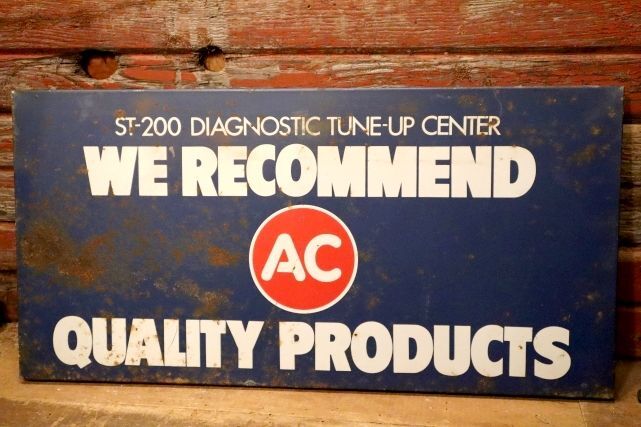 ST-200 DIAGNOSTIC TUNE-UP CENTER
WE RECOMMEND
AC
QUALITY PRODUCTS